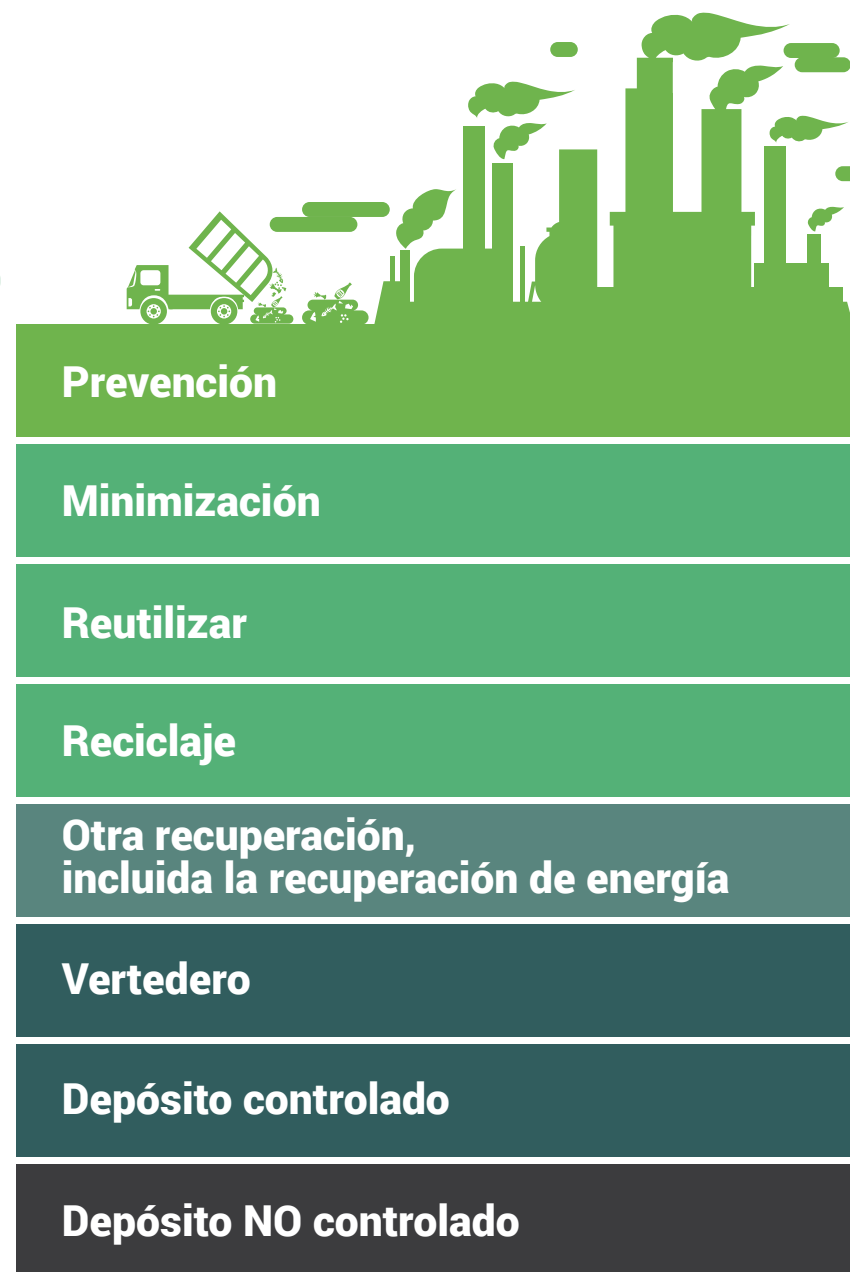 Prevención
Minimización
Reutilizar
Reciclaje
Otra recuperación,
incluida la recuperación de energía
Vertedero
Depósito controlado
Depósito NO controlado